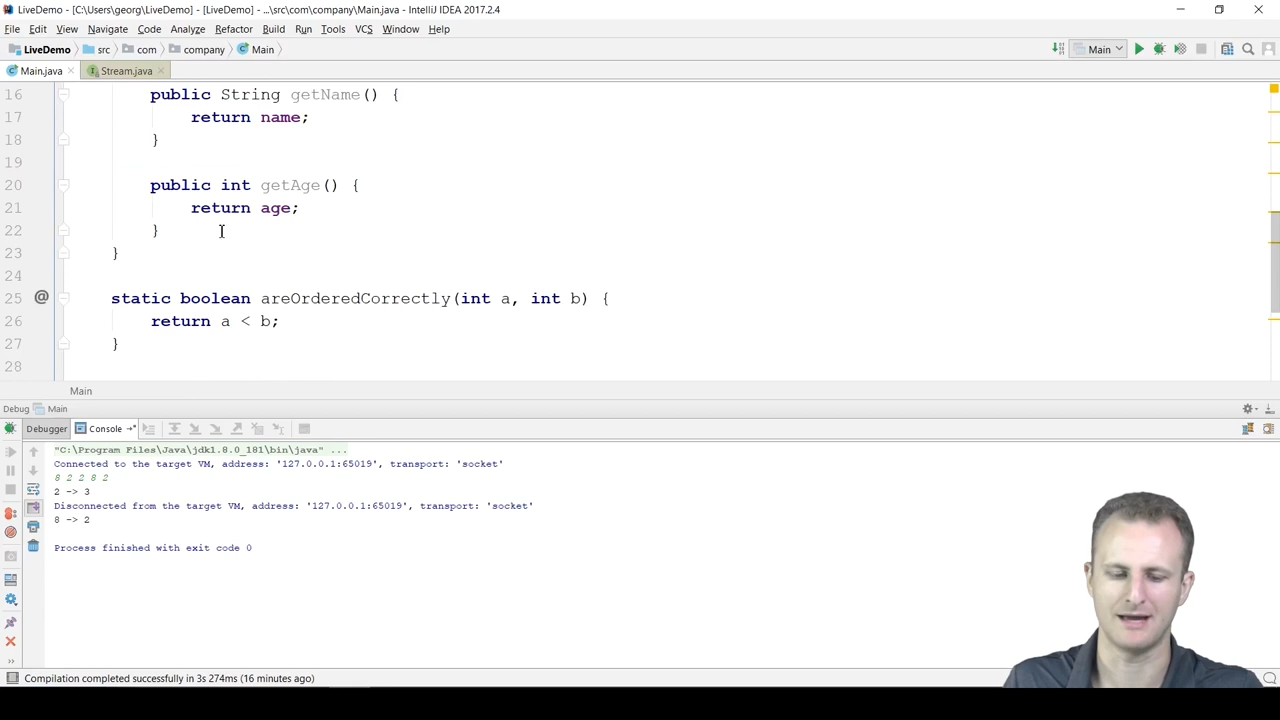 LiveDemo - [C:\Users\georg\LiveDemo] - [LiveDemo] - ...\src\com\company\Main.java - IntelliJ IDEA 2017.2.4
File Edit View Navigate Code Analyze Refactor Build Run Tools VCS Window Help
LiveDemo src com company Main Main
Main.java Stream.java
16 public String getName() {
17 return name;
18 }
19
20 public int getAge() {
21 return age;
22 }
23 }
24
25 @ static boolean areOrderedCorrectly(int a, int b) {
26 return a < b;
27 }
28
Main
Debug Main
Debugger Console
"C:\Program Files\Java\jdk1.8.0_181\bin\java" ...
Connected to the target VM, address: '127.0.0.1:65019', transport: 'socket'
8 2 2 8 2
2 -> 3
Disconnected from the target VM, address: '127.0.0.1:65019', transport: 'socket'
8 -> 2
Process finished with exit code 0
Compilation completed successfully in 3s 274ms (16 minutes ago)